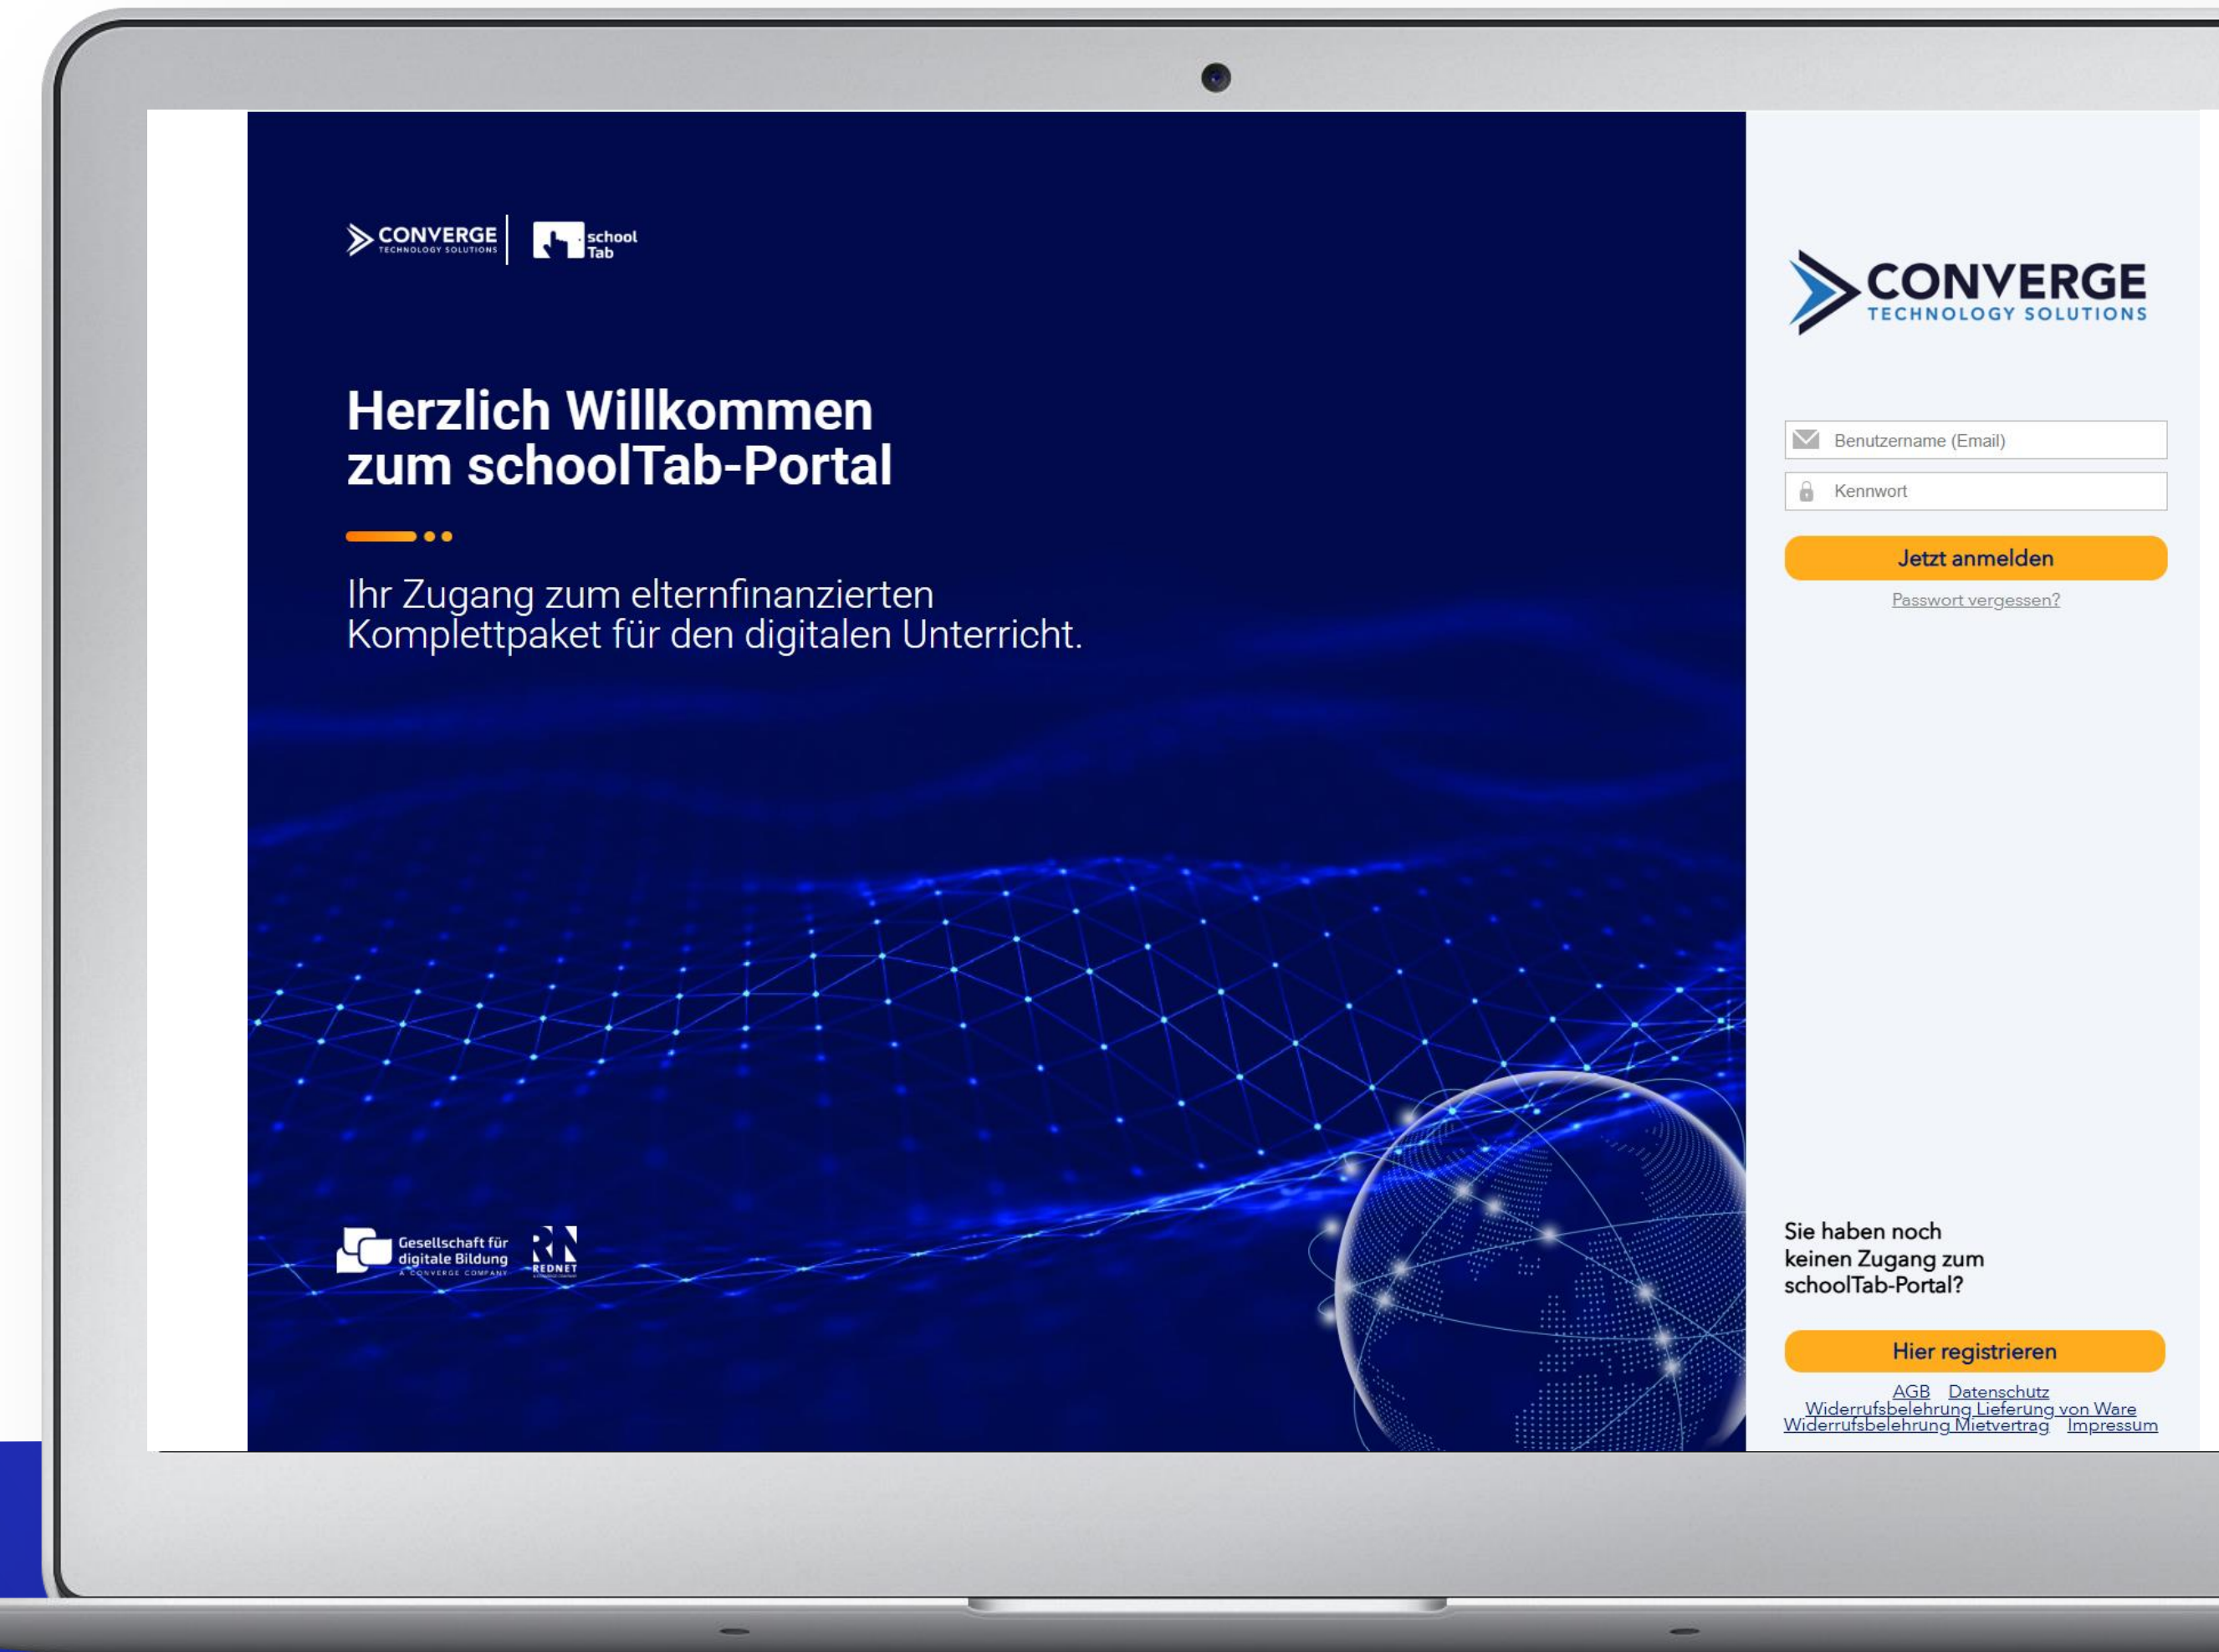 CONVERGE
TECHNOLOGY SOLUTIONS
school
Tab
Herzlich Willkommen
zum schoolTab-Portal
Ihr Zugang zum elternfinanzierten
Komplettpaket für den digitalen Unterricht.
Gesellschaft für
digitale Bildung
A CONVERGE COMPANY
RN
REDNET
CONVERGE
TECHNOLOGY SOLUTIONS
Benutzername (Email)
Kennwort
Jetzt anmelden
Passwort vergessen?
Sie haben noch
keinen Zugang zum
schoolTab-Portal?
Hier registrieren
AGB Datenschutz
Widerrufsbelehrung Lieferung von Ware
Widerrufsbelehrung Mietvertrag Impressum